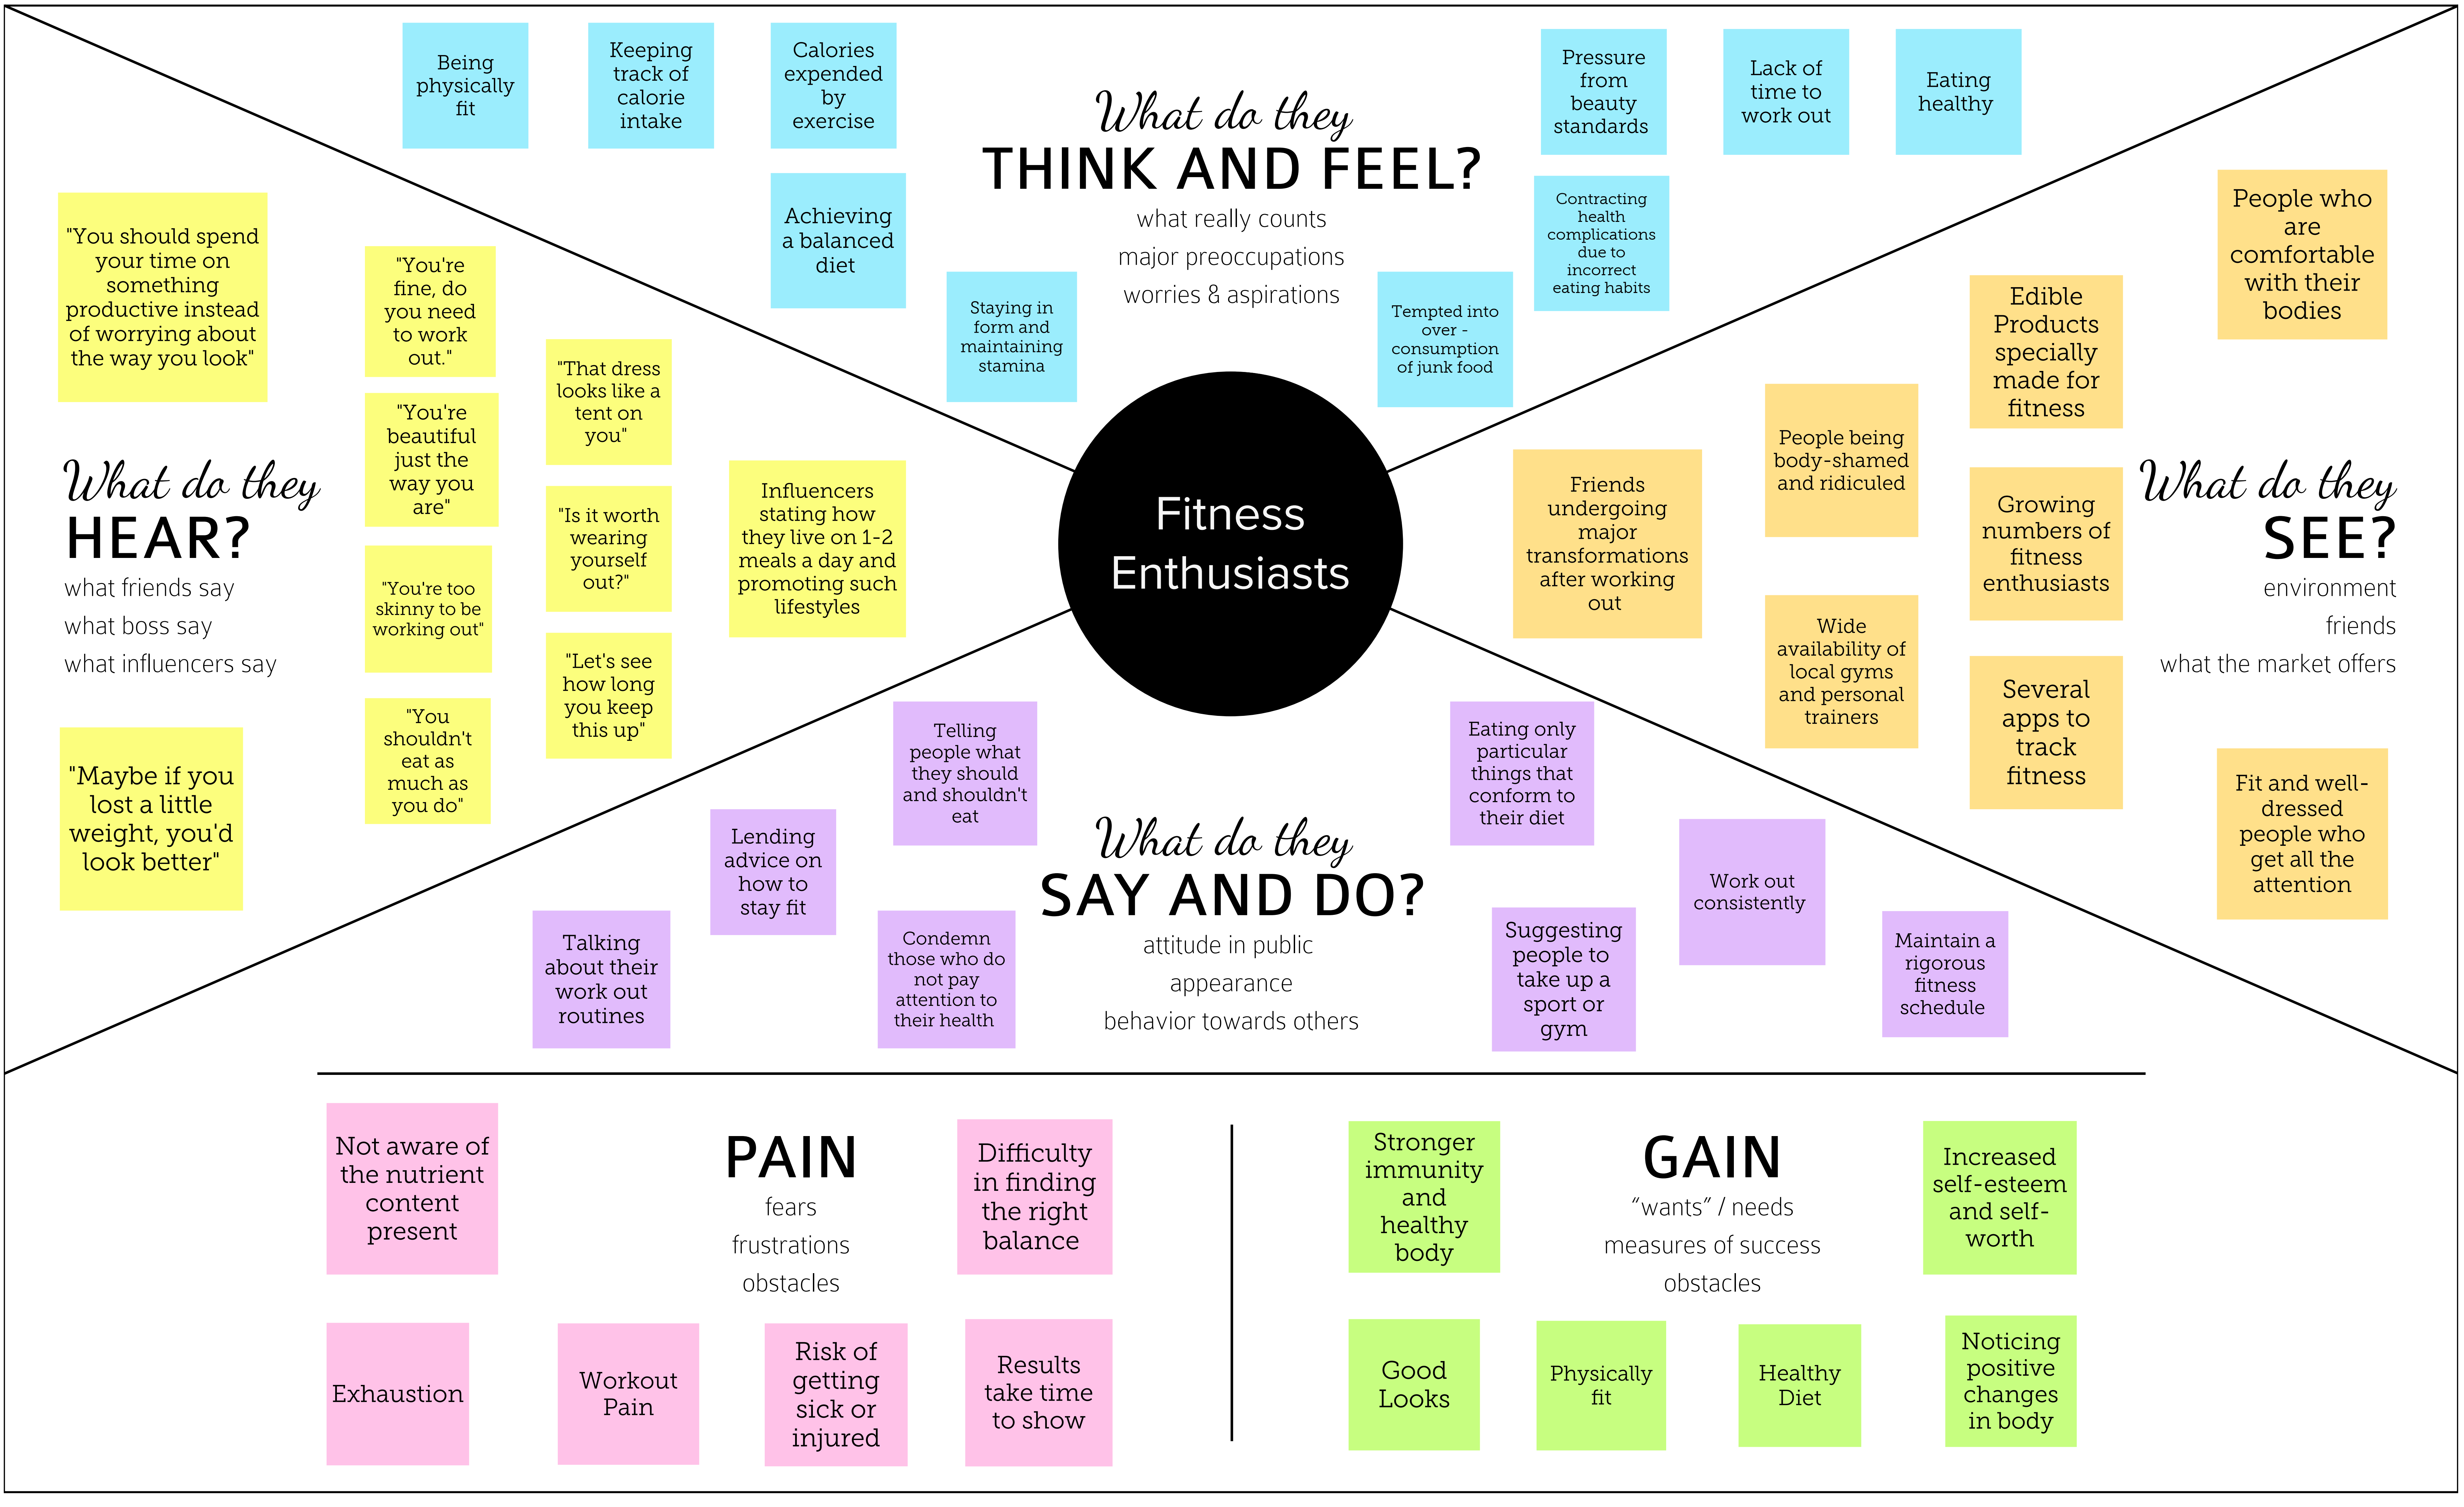 Being
physically
fit
Keeping
track of
calorie
intake
Calories
expended
by
exercise
Achieving
a balanced
diet
Staying in
form and
maintaining
stamina
What do they
THINK AND FEEL?
what really counts
major preoccupations
worries & aspirations
Pressure
from
beauty
standards
Lack of
time to
work out
Eating
healthy
Contracting
health
complications
due to
incorrect
eating habits
Tempted into
over -
consumption
of junk food
"You should spend
your time on
something
productive instead
of worrying about
the way you look"
"You're
fine, do
you need
to work
out."
"That dress
looks like a
tent on
you"
"You're
beautiful
just the
way you
are"
What do they
HEAR?
what friends say
what boss say
what influencers say
"Is it worth
wearing
yourself
out?"
Influencers
stating how
they live on 1-2
meals a day and
promoting such
lifestyles
"You're too
skinny to be
working out"
"Let's see
how long
you keep
this up"
"You
shouldn't
eat as
much as
you do"
"Maybe if you
lost a little
weight, you'd
look better"
Fitness
Enthusiasts
People who
are
comfortable
with their
bodies
Edible
Products
specially
made for
fitness
People being
body-shamed
and ridiculed
Friends
undergoing
major
transformations
after working
out
Growing
numbers of
fitness
enthusiasts
What do they
SEE?
environment
friends
what the market offers
Wide
availability of
local gyms
and personal
trainers
Several
apps to
track
fitness
Fit and well-
dressed
people who
get all the
attention
Telling
people what
they should
and shouldn't
eat
Lending
advice on
how to
stay fit
Talking
about their
work out
routines
Condemn
those who do
not pay
attention to
their health
What do they
SAY AND DO?
attitude in public
appearance
behavior towards others
Eating only
particular
things that
conform to
their diet
Work out
consistently
Suggesting
people to
take up a
sport or
gym
Maintain a
rigorous
fitness
schedule
Not aware of
the nutrient
content
present
PAIN
fears
frustrations
obstacles
Difficulty
in finding
the right
balance
Exhaustion
Workout
Pain
Risk of
getting
sick or
injured
Results
take time
to show
Stronger
immunity
and
healthy
body
GAIN
“wants” / needs
measures of success
obstacles
Increased
self-esteem
and self-
worth
Good
Looks
Physically
fit
Healthy
Diet
Noticing
positive
changes
in body